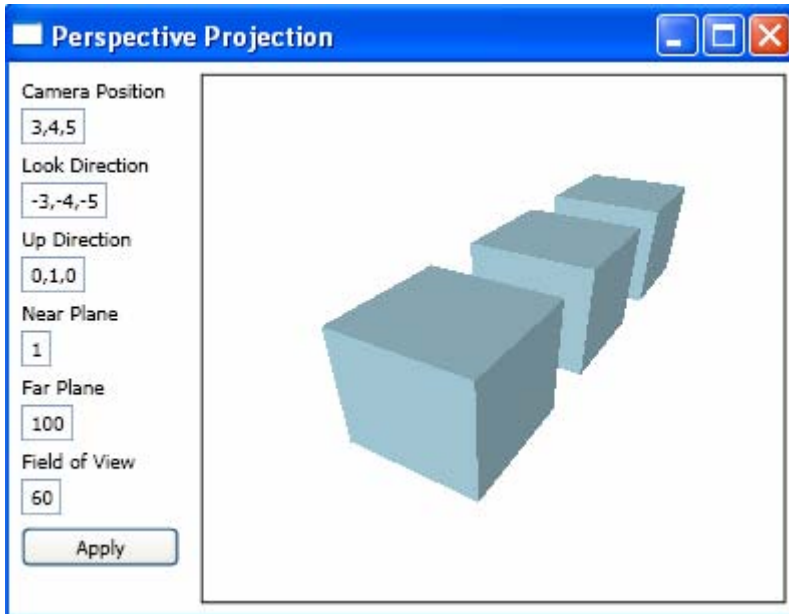 Perspective Projection
Camera Position
3,4,5
Look Direction
-3,-4,-5
Up Direction
0,1,0
Near Plane
1
Far Plane
100
Field of View
60
Apply